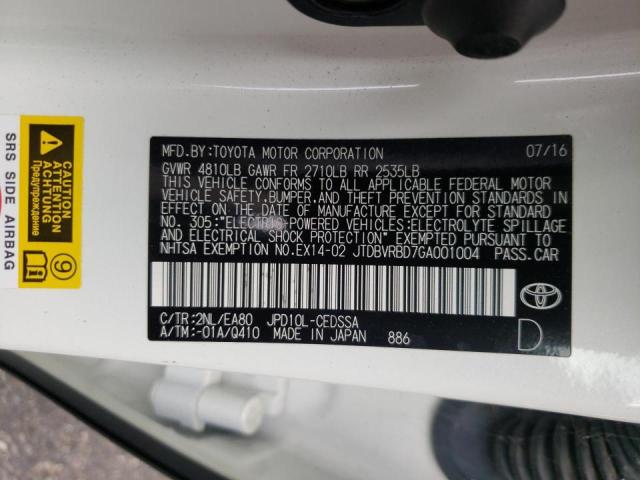 MFD.BY:TOYOTA MOTOR CORPORATION 07/16
GVWR 4810LB GAWR FR 2710LB RR 2535LB
THIS VEHICLE CONFORMS TO ALL APPLICABLE FEDERAL MOTOR
VEHICLE SAFETY,BUMPER,AND THEFT PREVENTION STANDARDS IN
EFFECT ON THE DATE OF MANUFACTURE SHOWN ABOVE.EXCEPT FOR STANDARD
NO. 305:"ELECTRIC-POWERED VEHICLES:ELECTROLYTE SPILLAGE
AND ELECTRICAL SHOCK PROTECTION" EXEMPTED PURSUANT TO
NHTSA EXEMPTION NO.EX14-02 JTDBVRBD7GA001004 PASS.CAR
C/TR:2NL/EA80 JPD10L-CEDSSA
A/TM:-01A/Q410 MADE IN JAPAN 886
TOYOTA
D
SRS SIDE AIRBAG
CAUTION
ATTENTION
Предупреждение
9